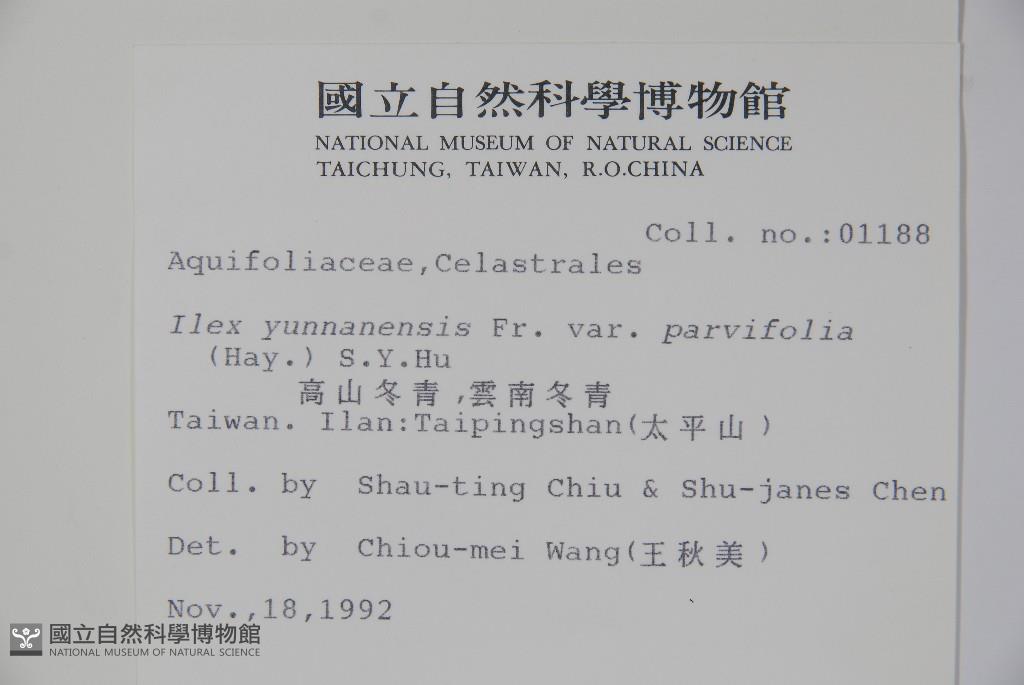 國立自然科學博物館
NATIONAL MUSEUM OF NATURAL SCIENCE
TAICHUNG, TAIWAN, R.O.CHINA
Coll. no.:01188
Aquifoliaceae,Celastrales
Ilex yunnanensis Fr. var. parvifolia
(Hay.) S.Y.Hu
高山冬青,雲南冬青
Taiwan. Ilan:Taipingshan(太平山)
Coll. by Shau-ting Chiu & Shu-janes Chen
Det. by Chiou-mei Wang(王秋美)
Nov.,18,1992
國立自然科學博物館
NATIONAL MUSEUM OF NATURAL SCIENCE